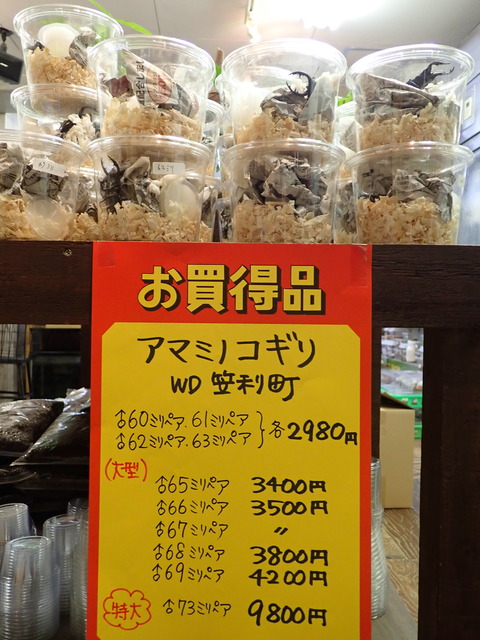 お買得品
アマミノコギリ
WD 笠利町
♂60ミリペア、61ミリペア
♂62ミリペア、63ミリペア } 各2980円
(大型)
♂65ミリペア 3400円
♂66ミリペア 3500円
♂67ミリペア 〃
♂68ミリペア 3800円
♂69ミリペア 4200円
特大 ♂73ミリペア 9800円